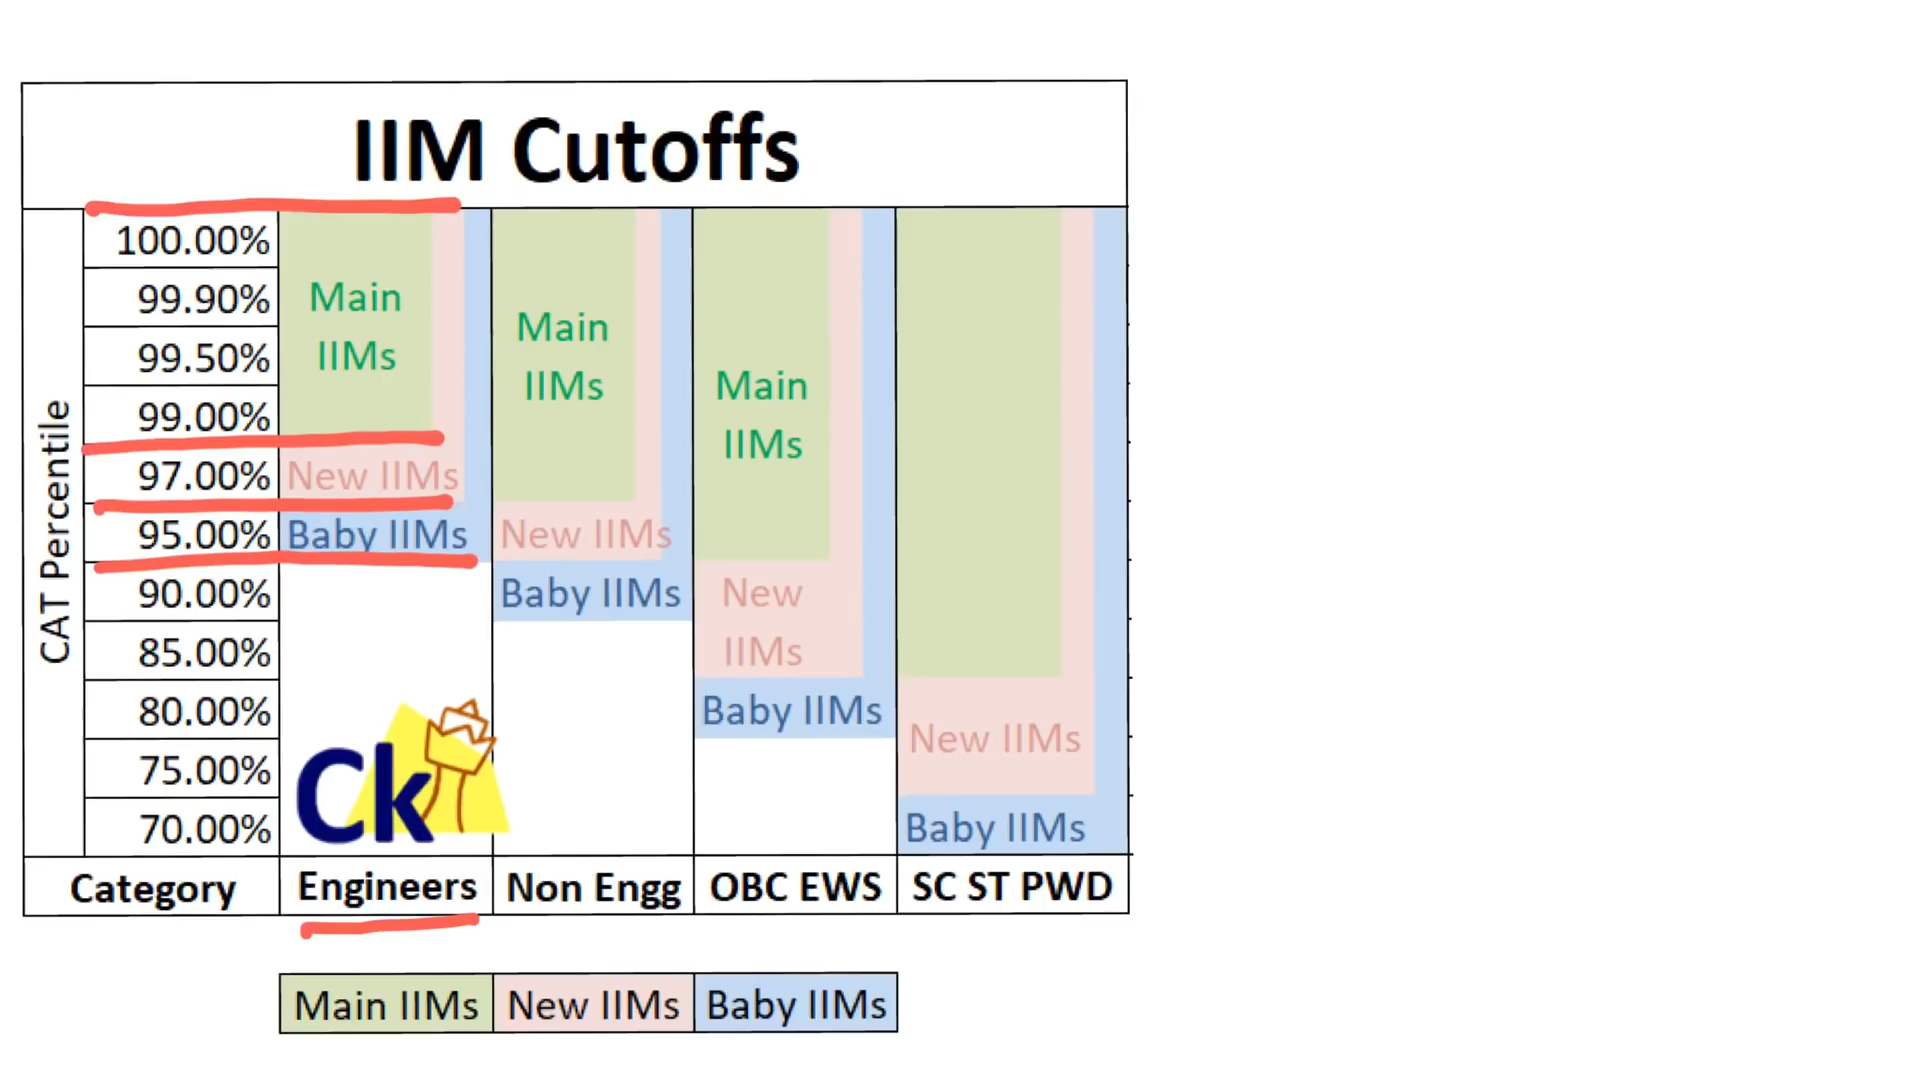 IIM Cutoffs
CAT Percentile
100.00%
99.90%
99.50%
99.00%
97.00%
95.00%
90.00%
85.00%
80.00%
75.00%
70.00%
Main
IIMs
New IIMs
Baby IIMs
Ck
Main
IIMs
New IIMs
Baby IIMs
Main
IIMs
New
IIMs
Baby IIMs
New IIMs
Baby IIMs
Category Engineers Non Engg OBC EWS SC ST PWD
Main IIMs New IIMs Baby IIMs